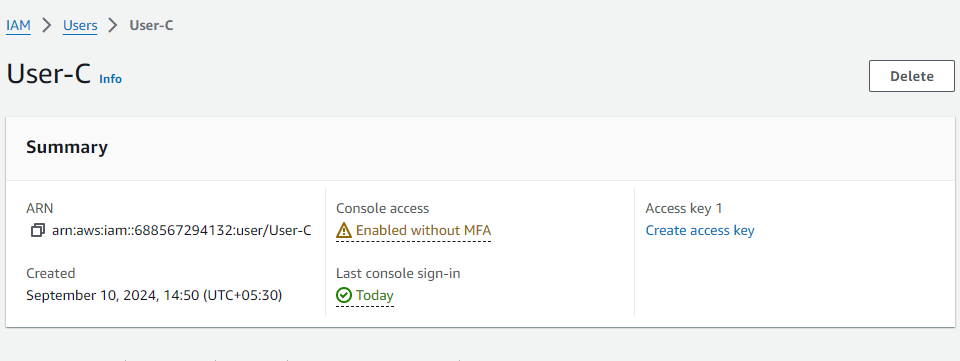 IAM > Users > User-C
User-C Info
Delete
Summary
ARN
arn:aws:iam::688567294132:user/User-C
Created
September 10, 2024, 14:50 (UTC+05:30)
Console access
Enabled without MFA
Last console sign-in
Today
Access key 1
Create access key